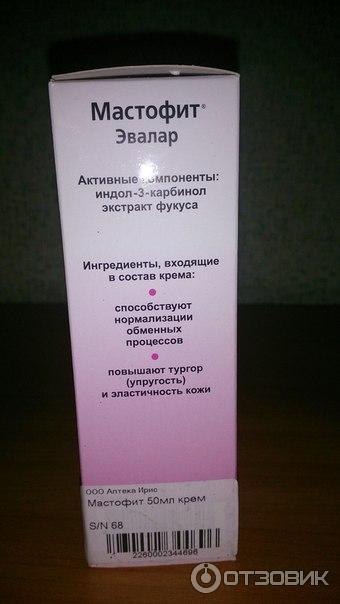 Мастофит®
Эвалар
Активные компоненты:
индол-3-карбинол
экстракт фукуса
Ингредиенты, входящие
в состав крема:
способствуют
нормализации
обменных
процессов
повышают тургор
(упругость)
и эластичность кожи
ООО Аптека Ирис
Мастофит 50мл крем
S/N 68
2260002344696
ОТЗОВИК